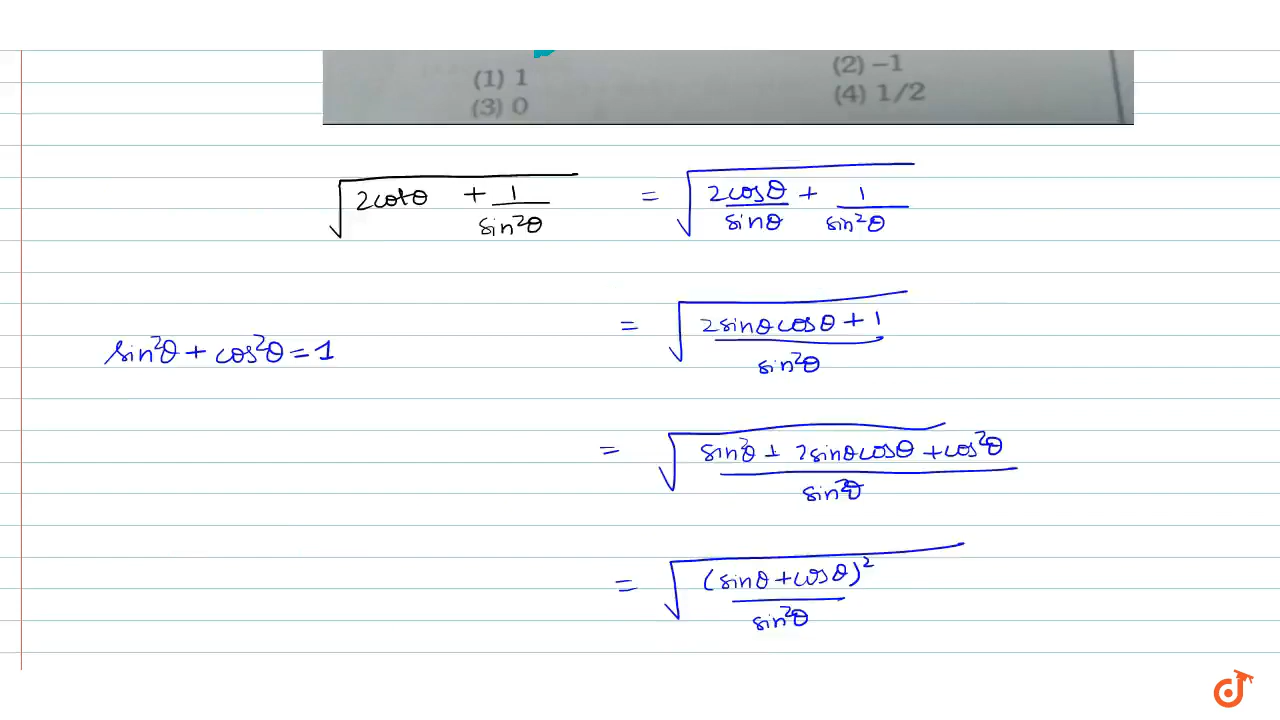 (1) 1 (2) −1
(3) 0 (4) 1/2
√(2cotθ + 1/sin²θ) = √(2cosθ/sinθ + 1/sin²θ)
= √((2sinθcosθ + 1)/sin²θ)
sin²θ + cos²θ = 1
= √((sin²θ + 2sinθcosθ + cos²θ)/sin²θ)
= √((sinθ + cosθ)²/sin²θ)